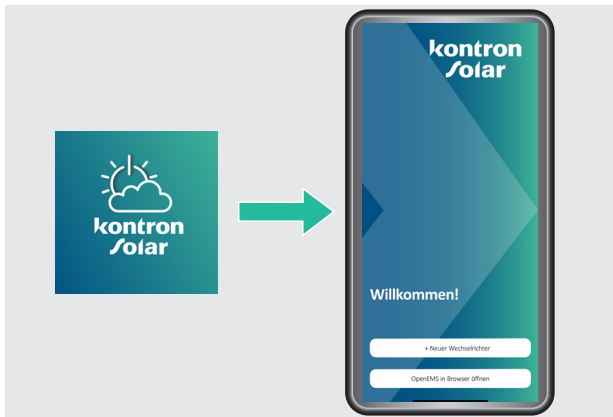 kontron
Solar
kontron
Solar
Willkommen!
+ Neuer Wechselrichter
OpenEMS in Browser öffnen